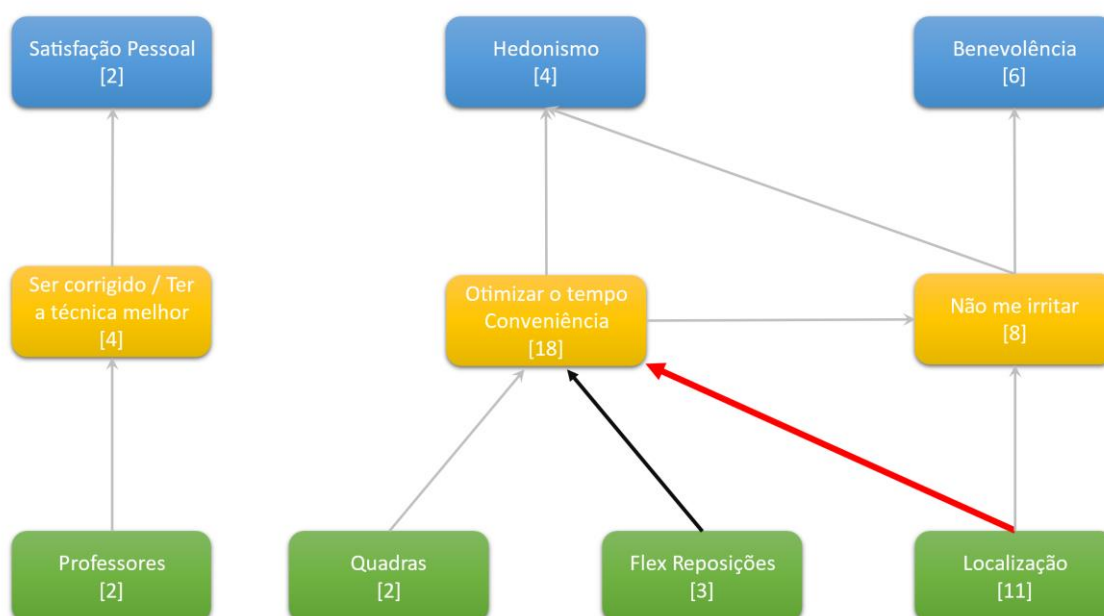 Satisfação Pessoal
[2]
Hedonismo
[4]
Benevolência
[6]
Ser corrigido / Ter
a técnica melhor
[4]
Otimizar o tempo
Conveniência
[18]
Não me irritar
[8]
Professores
[2]
Quadras
[2]
Flex Reposições
[3]
Localização
[11]